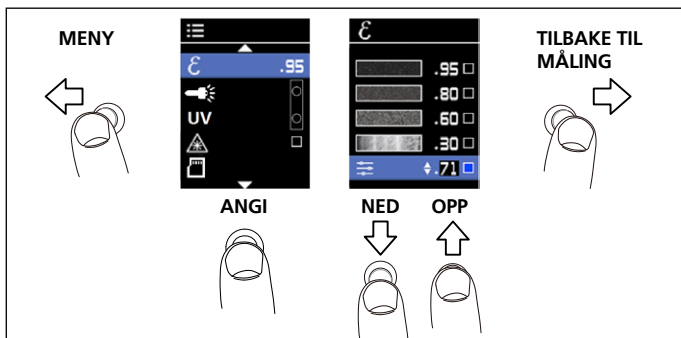 MENY
ε .95
UV
ANGI
ε
.95
.80
.60
.30
.71
NED OPP
TILBAKE TIL
MÅLING